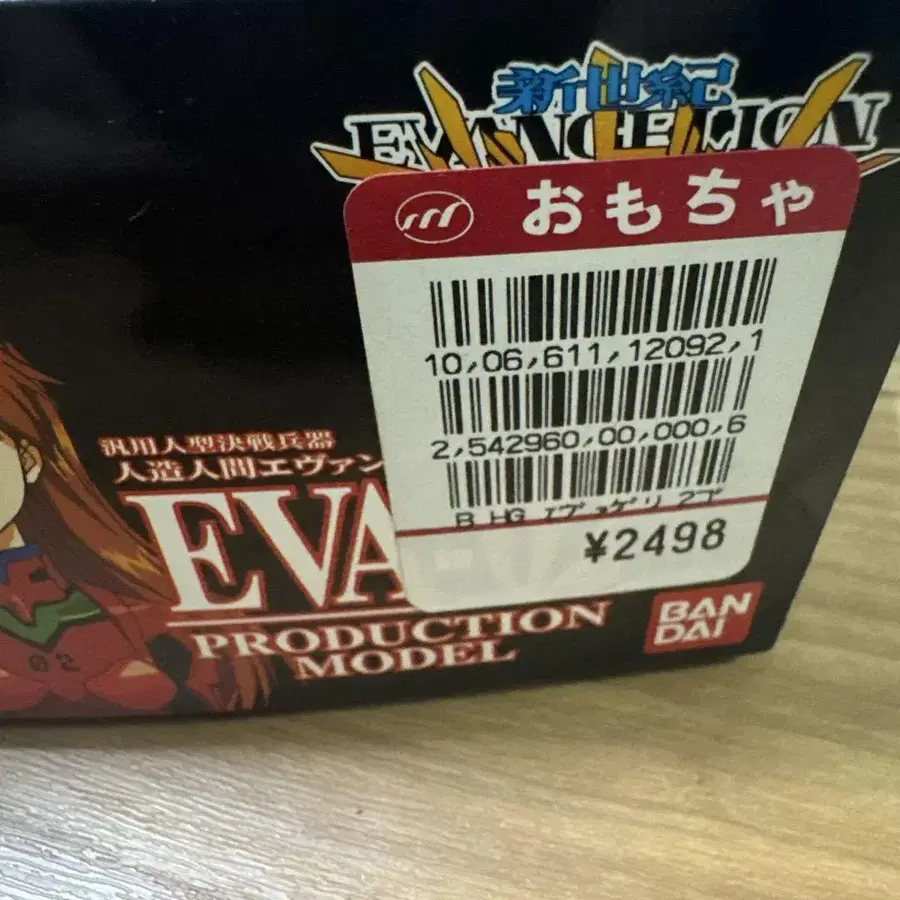 新世紀
EVANGELION
おもちゃ
10,06,611,12092,1
2,542960,00,000,6
¥2498
汎用人型決戦兵器
人造人間エヴァン
EVA
PRODUCTION
MODEL
BAN
DAI
02